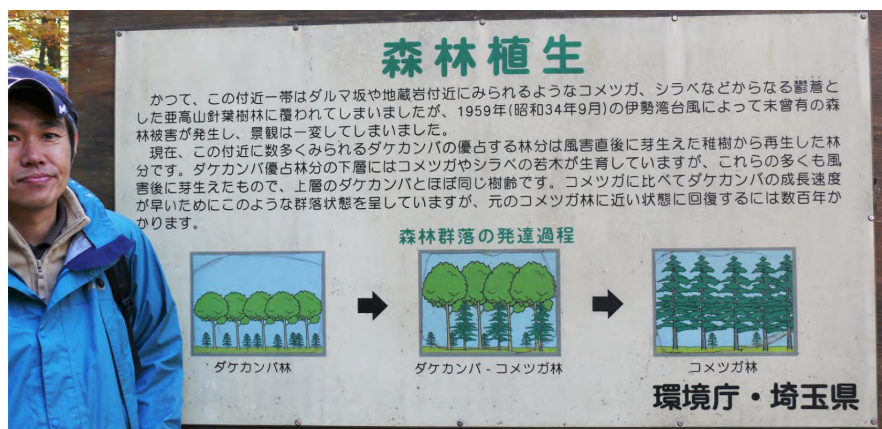 森林植生
かつて、この付近一帯はダルマ坂や地蔵岩付近にみられるようなコメツガ、シラベなどからなる鬱蒼と
した亜高山針葉樹林に覆われてしまいましたが、1959年(昭和34年9月)の伊勢湾台風によって未曾有の森
林被害が発生し、景観は一変してしまいました。
現在、この付近に数多くみられるダケカンバの優占する林分は風害直後に芽生えた稚樹から再生した林
分です。ダケカンバ優占林分の下層にはコメツガやシラベの若木が生育していますが、これらの多くも風
害後に芽生えたもので、上層のダケカンバとほぼ同じ樹齢です。コメツガに比べてダケカンバの成長速度
が早いためにこのような群落状態を呈していますが、元のコメツガ林に近い状態に回復するには数百年か
かります。
森林群落の発達過程
ダケカンバ林
ダケカンバ - コメツガ林
コメツガ林
環境庁・埼玉県